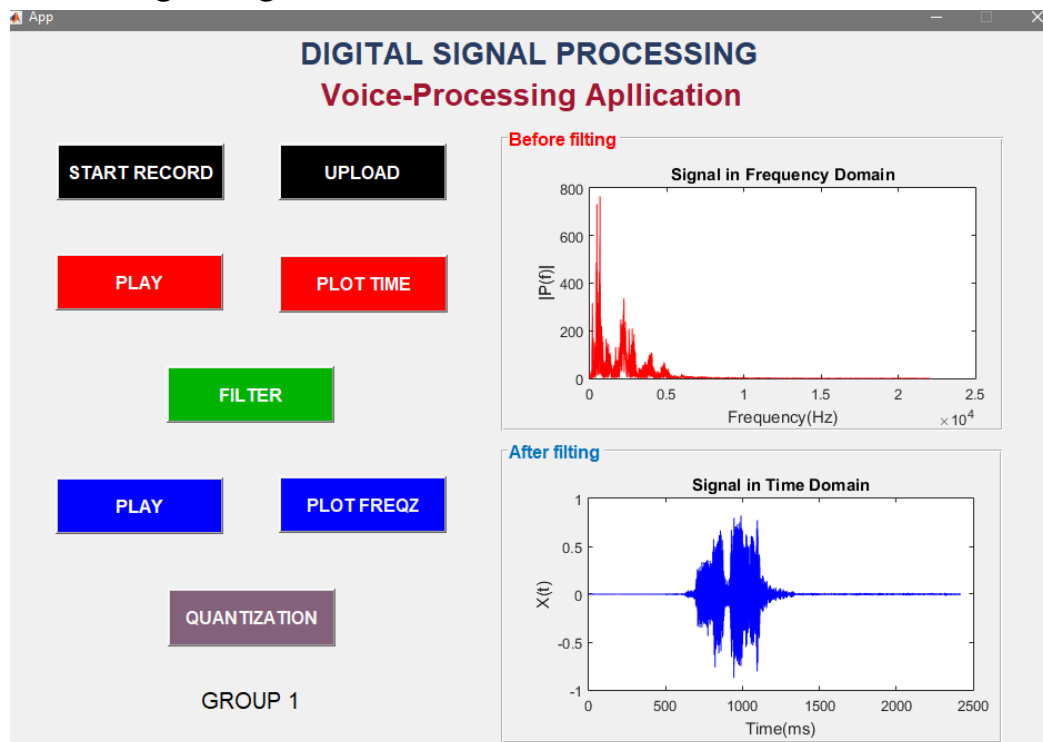 App
DIGITAL SIGNAL PROCESSING
Voice-Processing Apllication
START RECORD
UPLOAD
PLAY
PLOT TIME
FILTER
PLAY
PLOT FREQZ
QUANTIZATION
GROUP 1
Before filting
Signal in Frequency Domain
|P(f)|
800
600
400
200
0
0 0.5 1 1.5 2 2.5
Frequency(Hz)
×10^4
After filting
Signal in Time Domain
X(t)
1
0.5
0
-0.5
-1
0 500 1000 1500 2000 2500
Time(ms)